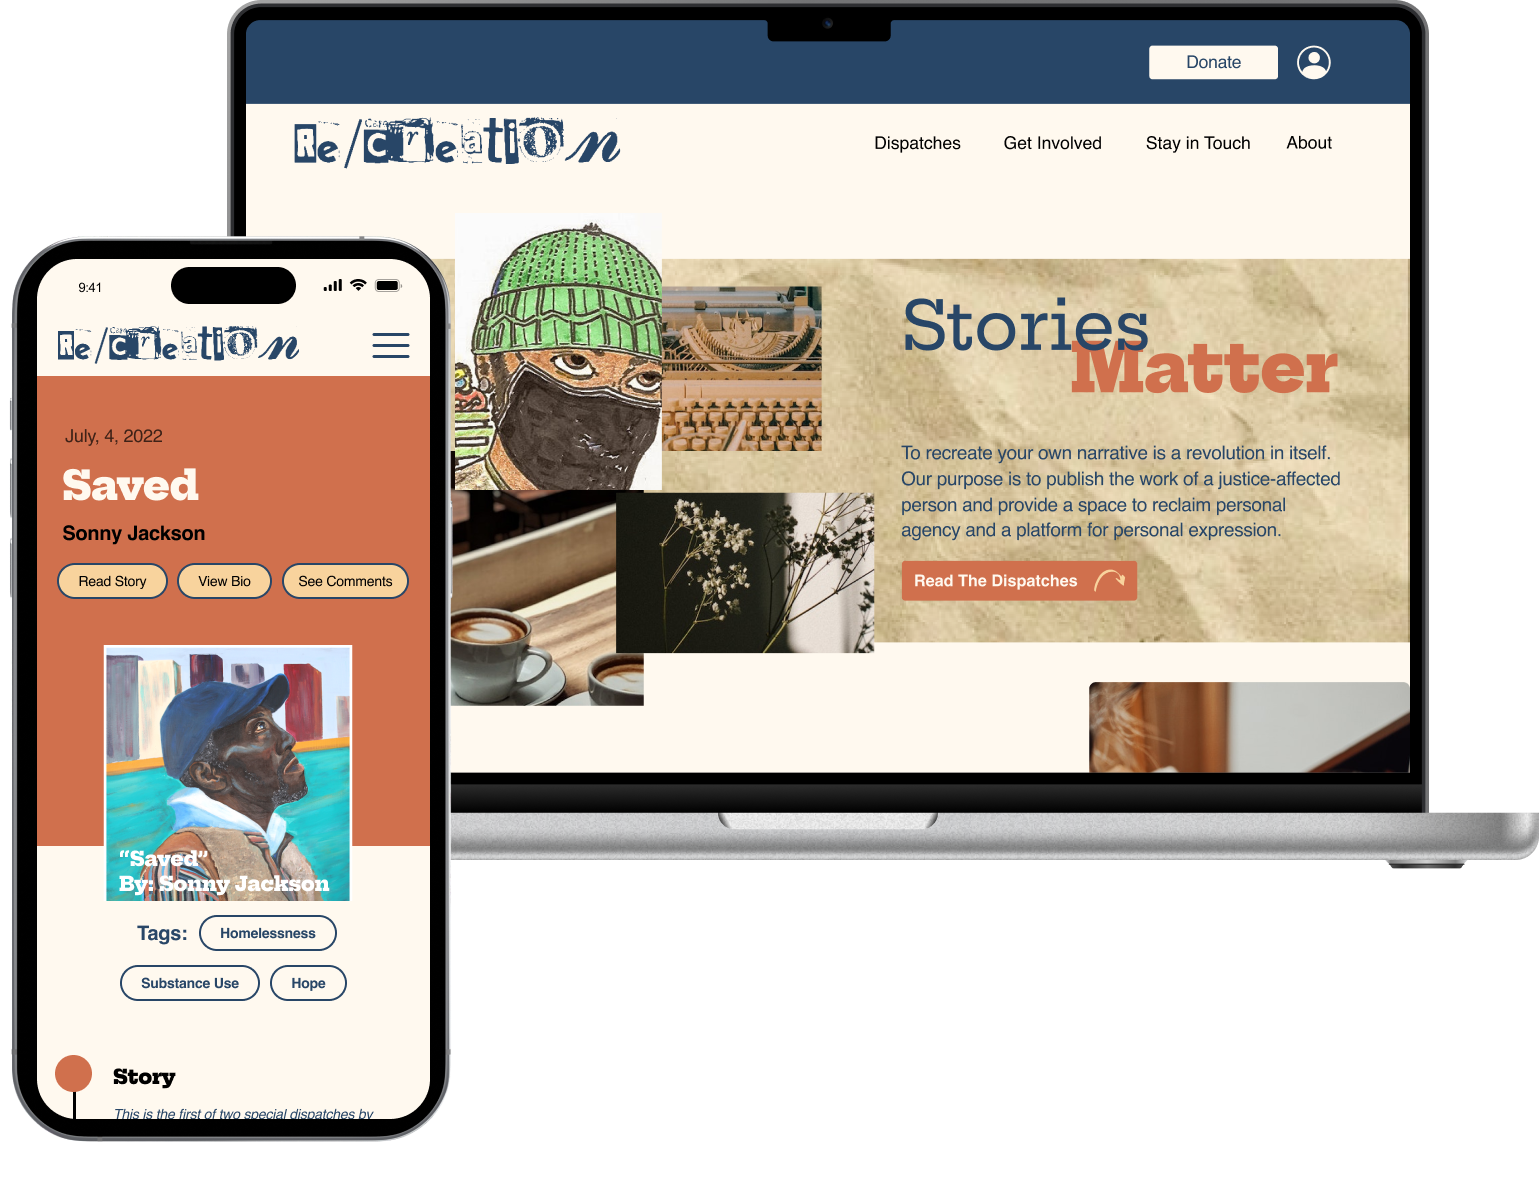 Donate
Re/creation
Dispatches
Get Involved
Stay in Touch
About
Stories
Matter
To recreate your own narrative is a revolution in itself.
Our purpose is to publish the work of a justice-affected
person and provide a space to reclaim personal
agency and a platform for personal expression.
Read The Dispatches
9:41
Re/creation
July, 4, 2022
Saved
Sonny Jackson
Read Story
View Bio
See Comments
“Saved”
By: Sonny Jackson
Tags:
Homelessness
Substance Use
Hope
Story
This is the first of two special dispatches by